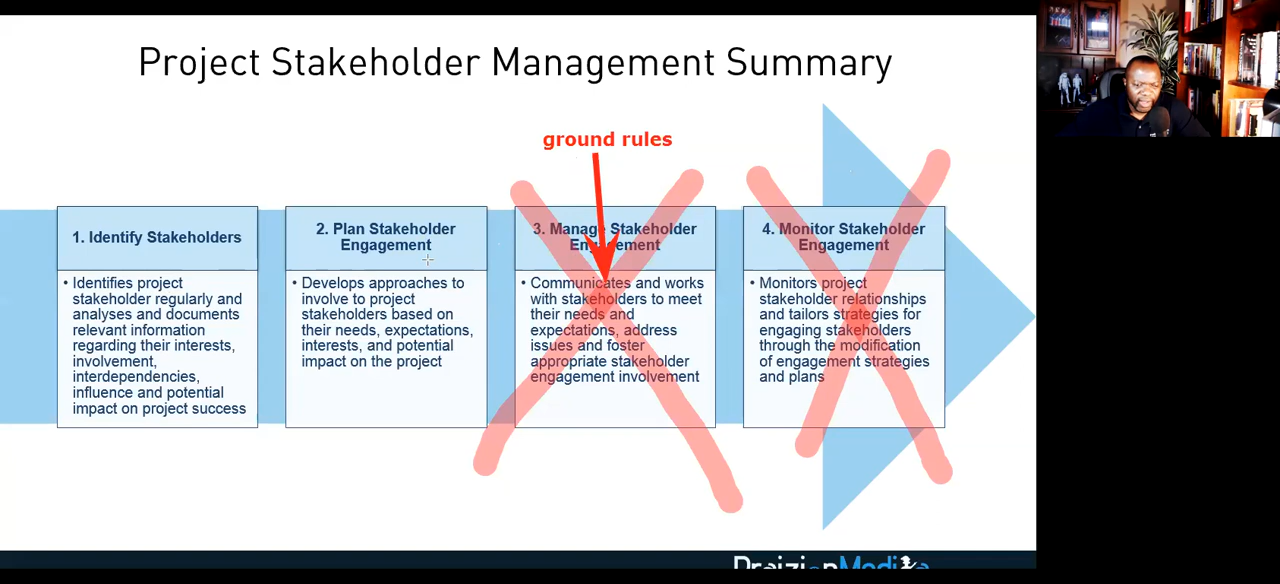 Project Stakeholder Management Summary
ground rules
1. Identify Stakeholders
• Identifies project
stakeholder regularly and
analyses and documents
relevant information
regarding their interests,
involvement,
interdependencies,
influence and potential
impact on project success
2. Plan Stakeholder
Engagement
• Develops approaches to
involve to project
stakeholders based on
their needs, expectations,
interests, and potential
impact on the project
3. Manage Stakeholder
Engagement
• Communicates and works
with stakeholders to meet
their needs and
expectations, address
issues and foster
appropriate stakeholder
engagement involvement
4. Monitor Stakeholder
Engagement
• Monitors project
stakeholder relationships
and tailors strategies for
engaging stakeholders
through the modification
of engagement strategies
and plans